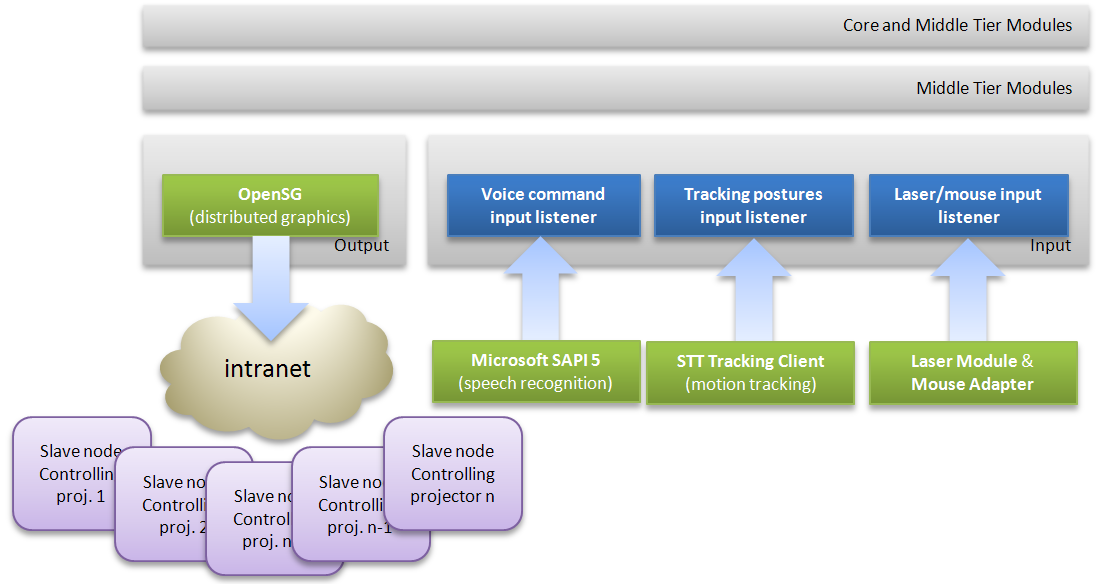 Core and Middle Tier Modules
Middle Tier Modules
OpenSG
(distributed graphics)
Output
Voice command
input listener
Tracking postures
input listener
Laser/mouse input
listener
Input
intranet
Microsoft SAPI 5
(speech recognition)
STT Tracking Client
(motion tracking)
Laser Module &
Mouse Adapter
Slave node
Controllin
proj. 1
Slave no
Controlli
proj. 2
Slave n
Contro
proj. n
Slave no
Controlli
proj. n-1
Slave node
Controlling
projector n